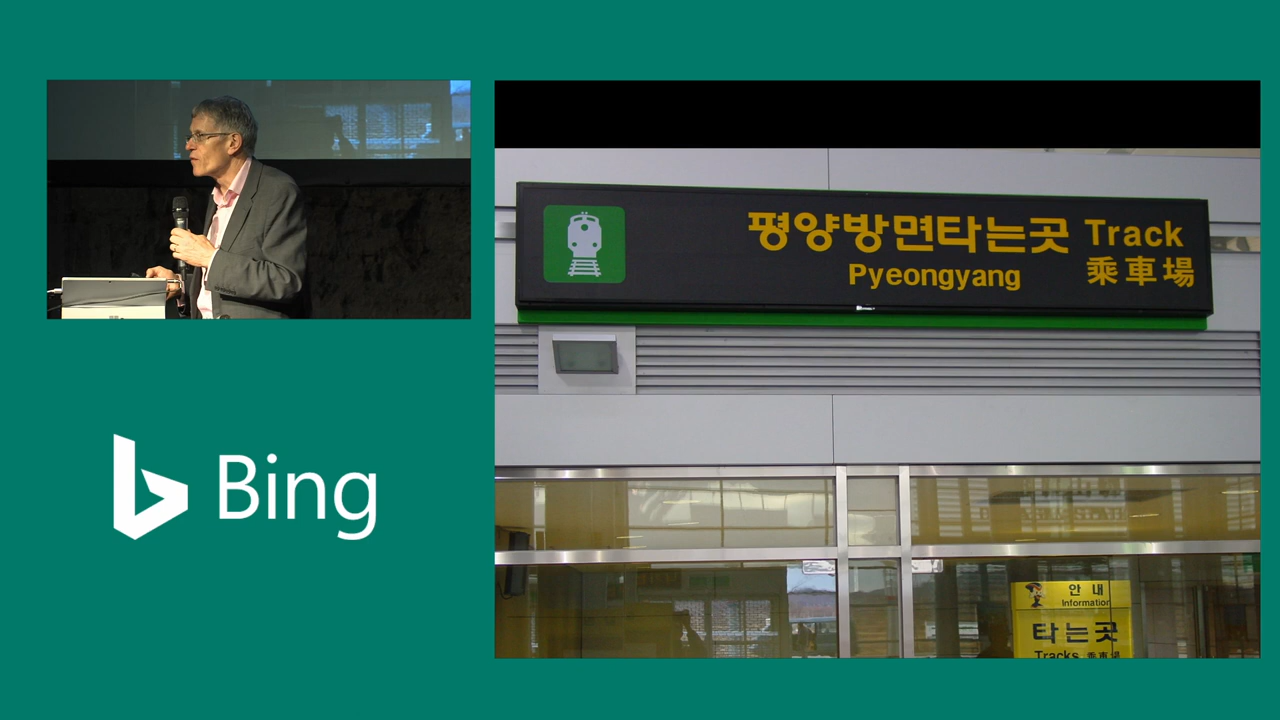 평양방면타는곳 Track
Pyeongyang 乘車場
안 내
Information
타는곳
Tracks 乘車場
Bing